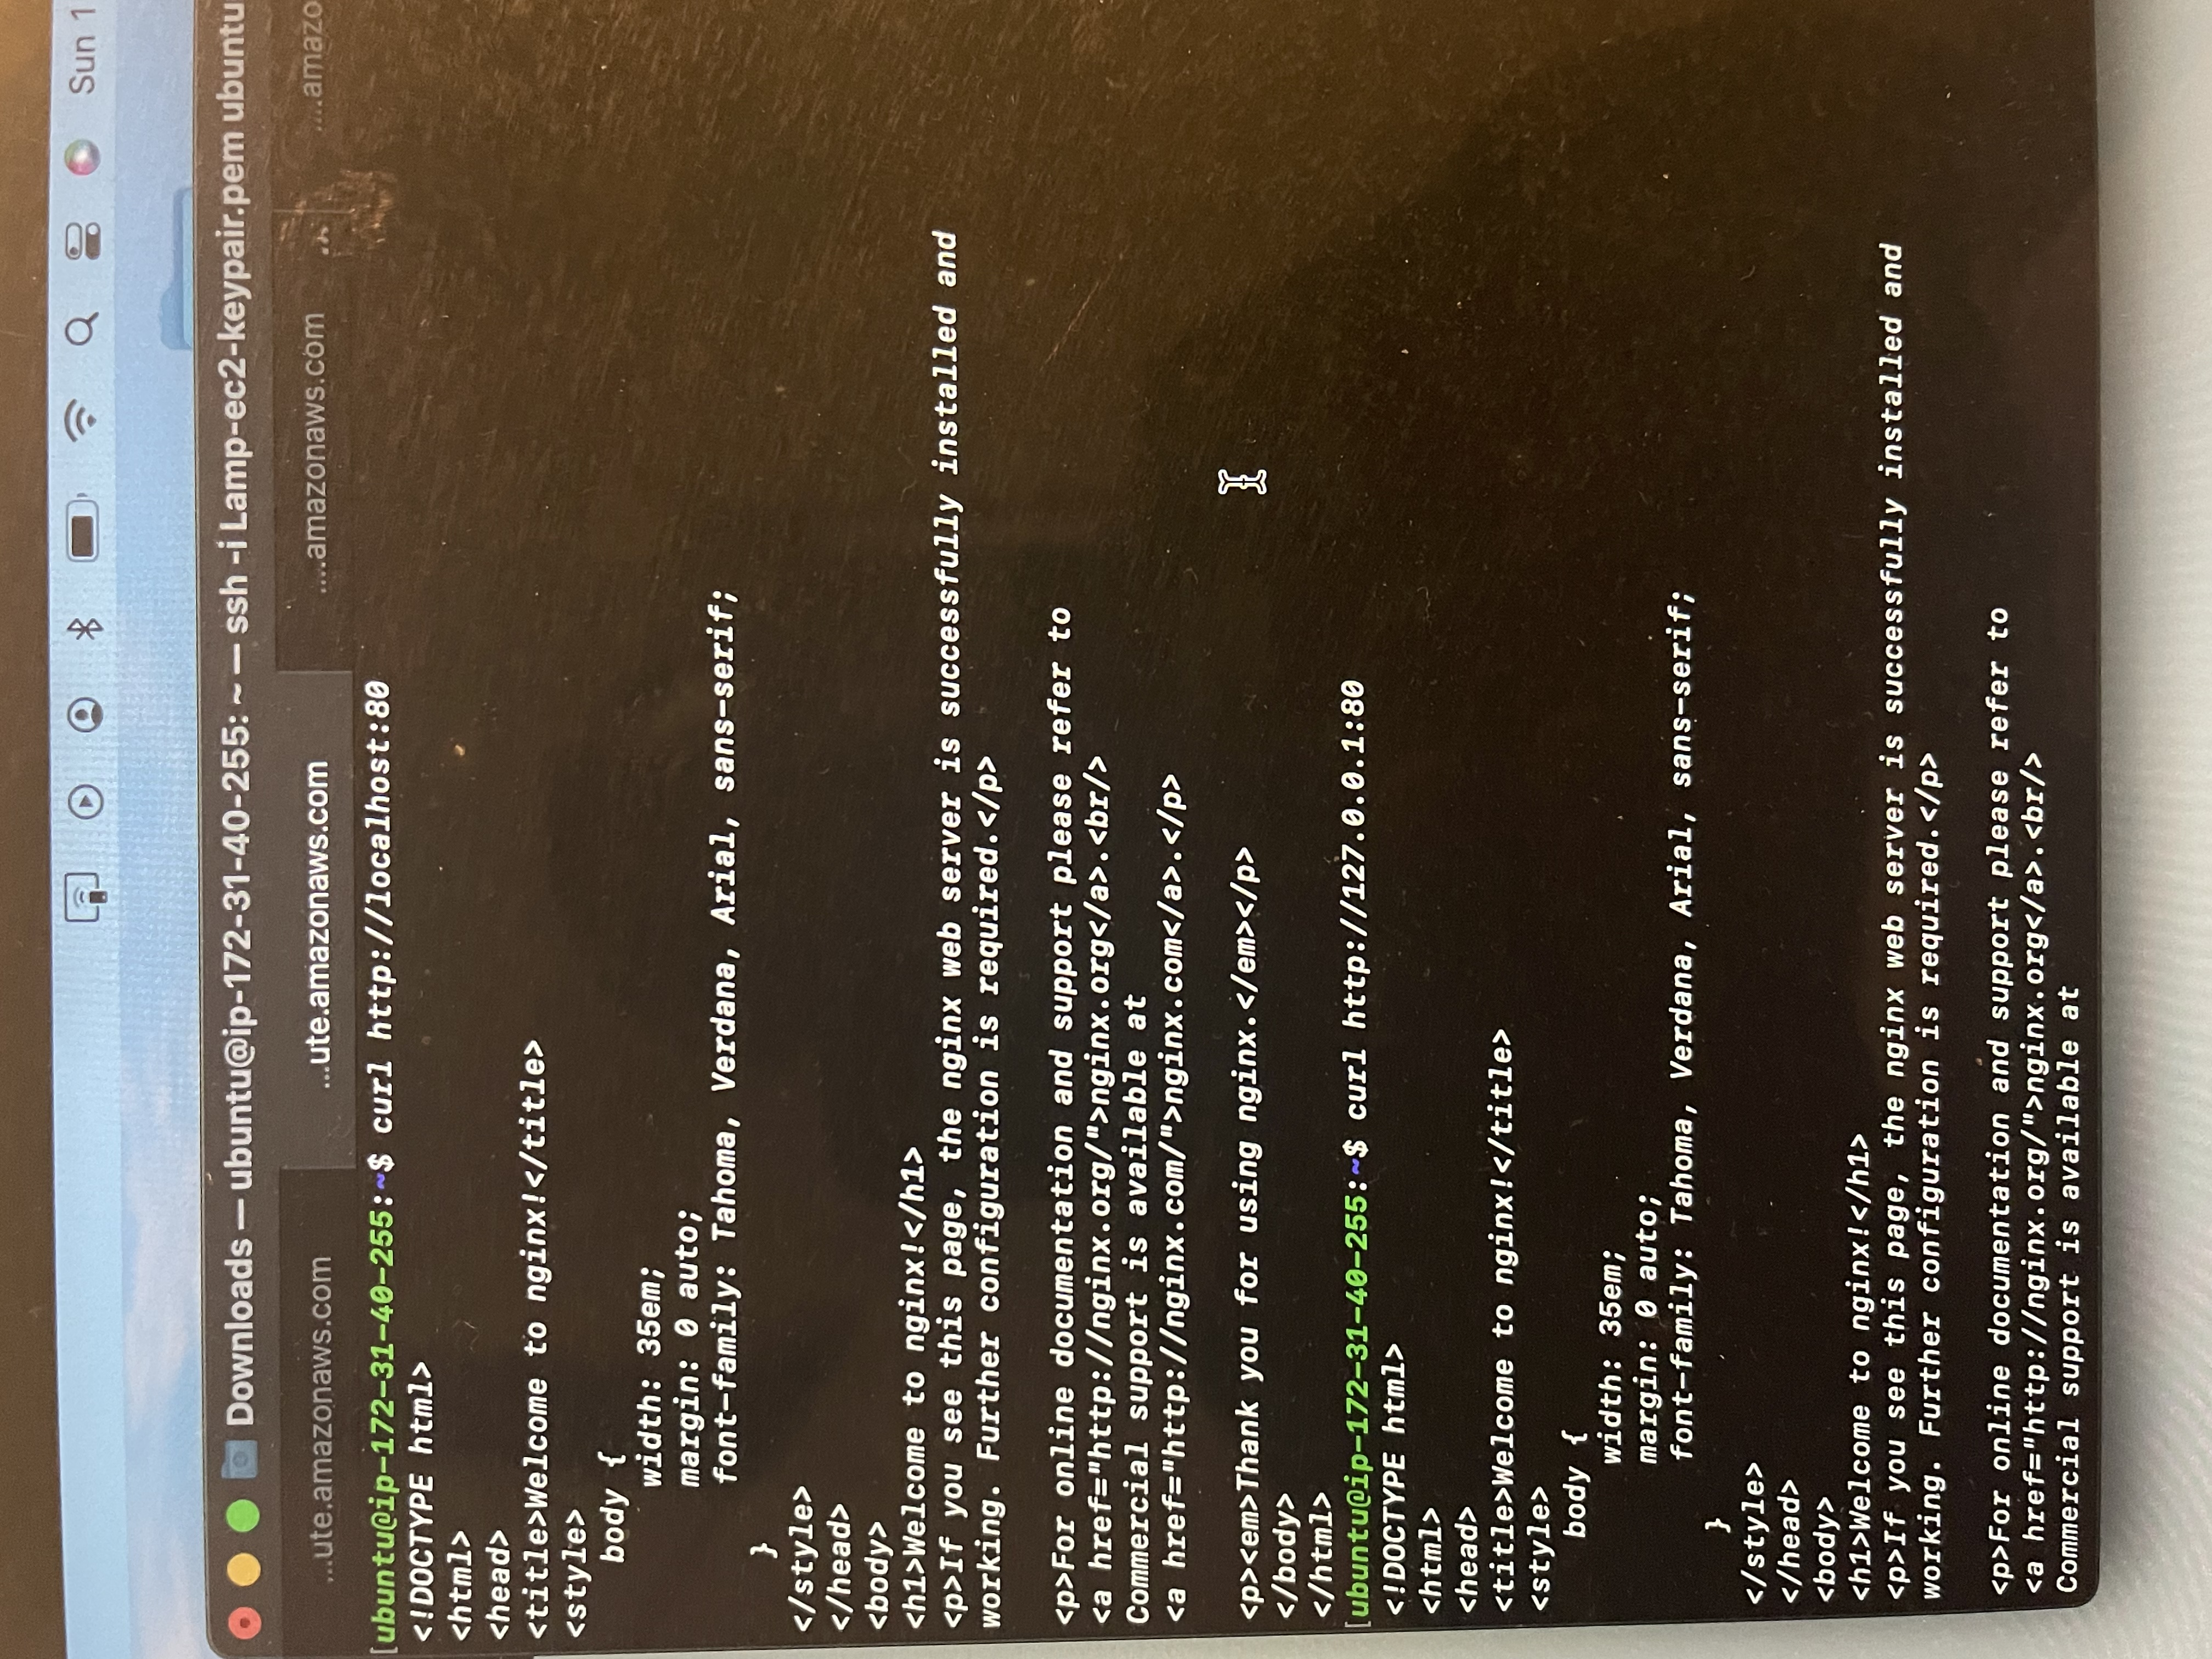 Sun 1
Downloads — ubuntu@ip-172-31-40-255: ~ — ssh -i Lamp-ec2-keypair.pem ubuntu
...ute.amazonaws.com ...ute.amazonaws.com ....amazonaws.com ....amazo
[ubuntu@ip-172-31-40-255:~$ curl http://localhost:80
<!DOCTYPE html>
<html>
<head>
<title>Welcome to nginx!</title>
<style>
    body {
        width: 35em;
        margin: 0 auto;
        font-family: Tahoma, Verdana, Arial, sans-serif;
    }
</style>
</head>
<body>
<h1>Welcome to nginx!</h1>
<p>If you see this page, the nginx web server is successfully installed and
working. Further configuration is required.</p>

<p>For online documentation and support please refer to
<a href="http://nginx.org/">nginx.org</a>.<br/>
Commercial support is available at
<a href="http://nginx.com/">nginx.com</a>.</p>

<p><em>Thank you for using nginx.</em></p>
</body>
</html>
[ubuntu@ip-172-31-40-255:~$ curl http://127.0.0.1:80
<!DOCTYPE html>
<html>
<head>
<title>Welcome to nginx!</title>
<style>
    body {
        width: 35em;
        margin: 0 auto;
        font-family: Tahoma, Verdana, Arial, sans-serif;
    }
</style>
</head>
<body>
<h1>Welcome to nginx!</h1>
<p>If you see this page, the nginx web server is successfully installed and
working. Further configuration is required.</p>

<p>For online documentation and support please refer to
<a href="http://nginx.org/">nginx.org</a>.<br/>
Commercial support is available at